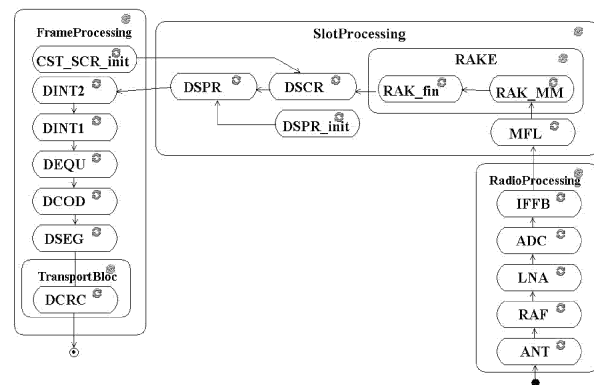 FrameProcessing
CST_SCR_init
DINT2
DINT1
DEQU
DCOD
DSEG
TransportBloc
DCRC
SlotProcessing
RAKE
DSPR
DSCR
RAK_fin
RAK_MM
DSPR_init
MFL
RadioProcessing
IFFB
ADC
LNA
RAF
ANT